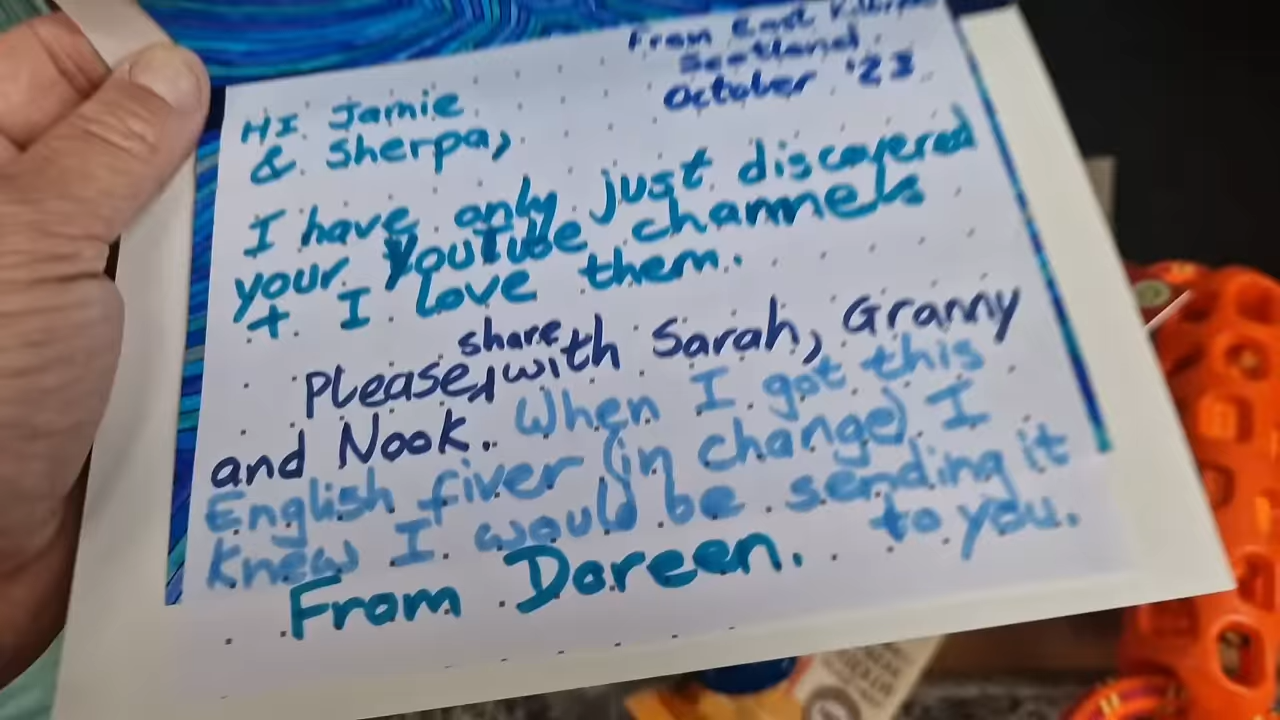 From East
Scotland.
October '23
HI Jamie
& Sherpa,
I have only just discovered
your YouTube channels
+ I love them.
share
Please, with Sarah, Granny
and Nook. When I got this
English fiver (in change) I
knew I would be sending it
to you.
From Doreen.